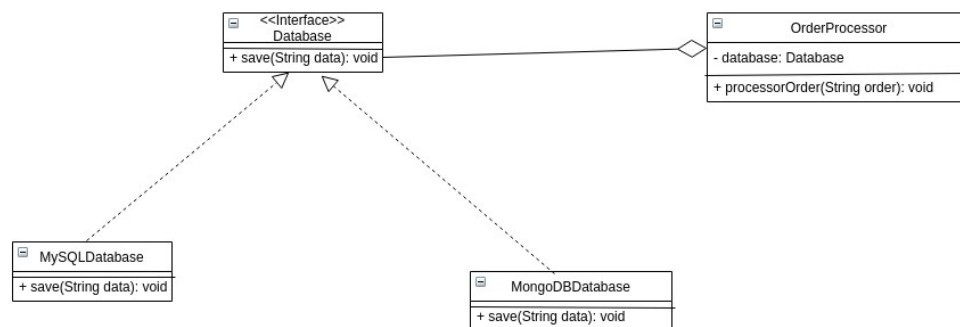 <<Interface>>
Database
+ save(String data): void
OrderProcessor
- database: Database
+ processorOrder(String order): void
MySQLDatabase
+ save(String data): void
MongoDBDatabase
+ save(String data): void